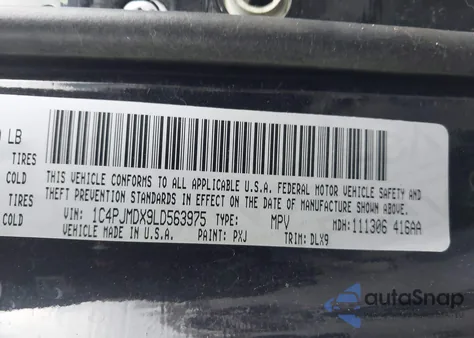 LB
TIRES
COLD
TIRES
COLD
THIS VEHICLE CONFORMS TO ALL APPLICABLE U.S.A. FEDERAL MOTOR VEHICLE SAFETY AND
THEFT PREVENTION STANDARDS IN EFFECT ON THE DATE OF MANUFACTURE SHOWN ABOVE.
VIN: 1C4PJMDX9LD563975 TYPE: MPV MDH: 111306 416AA
VEHICLE MADE IN U.S.A. PAINT: PXJ TRIM: DLX9
autoSnap